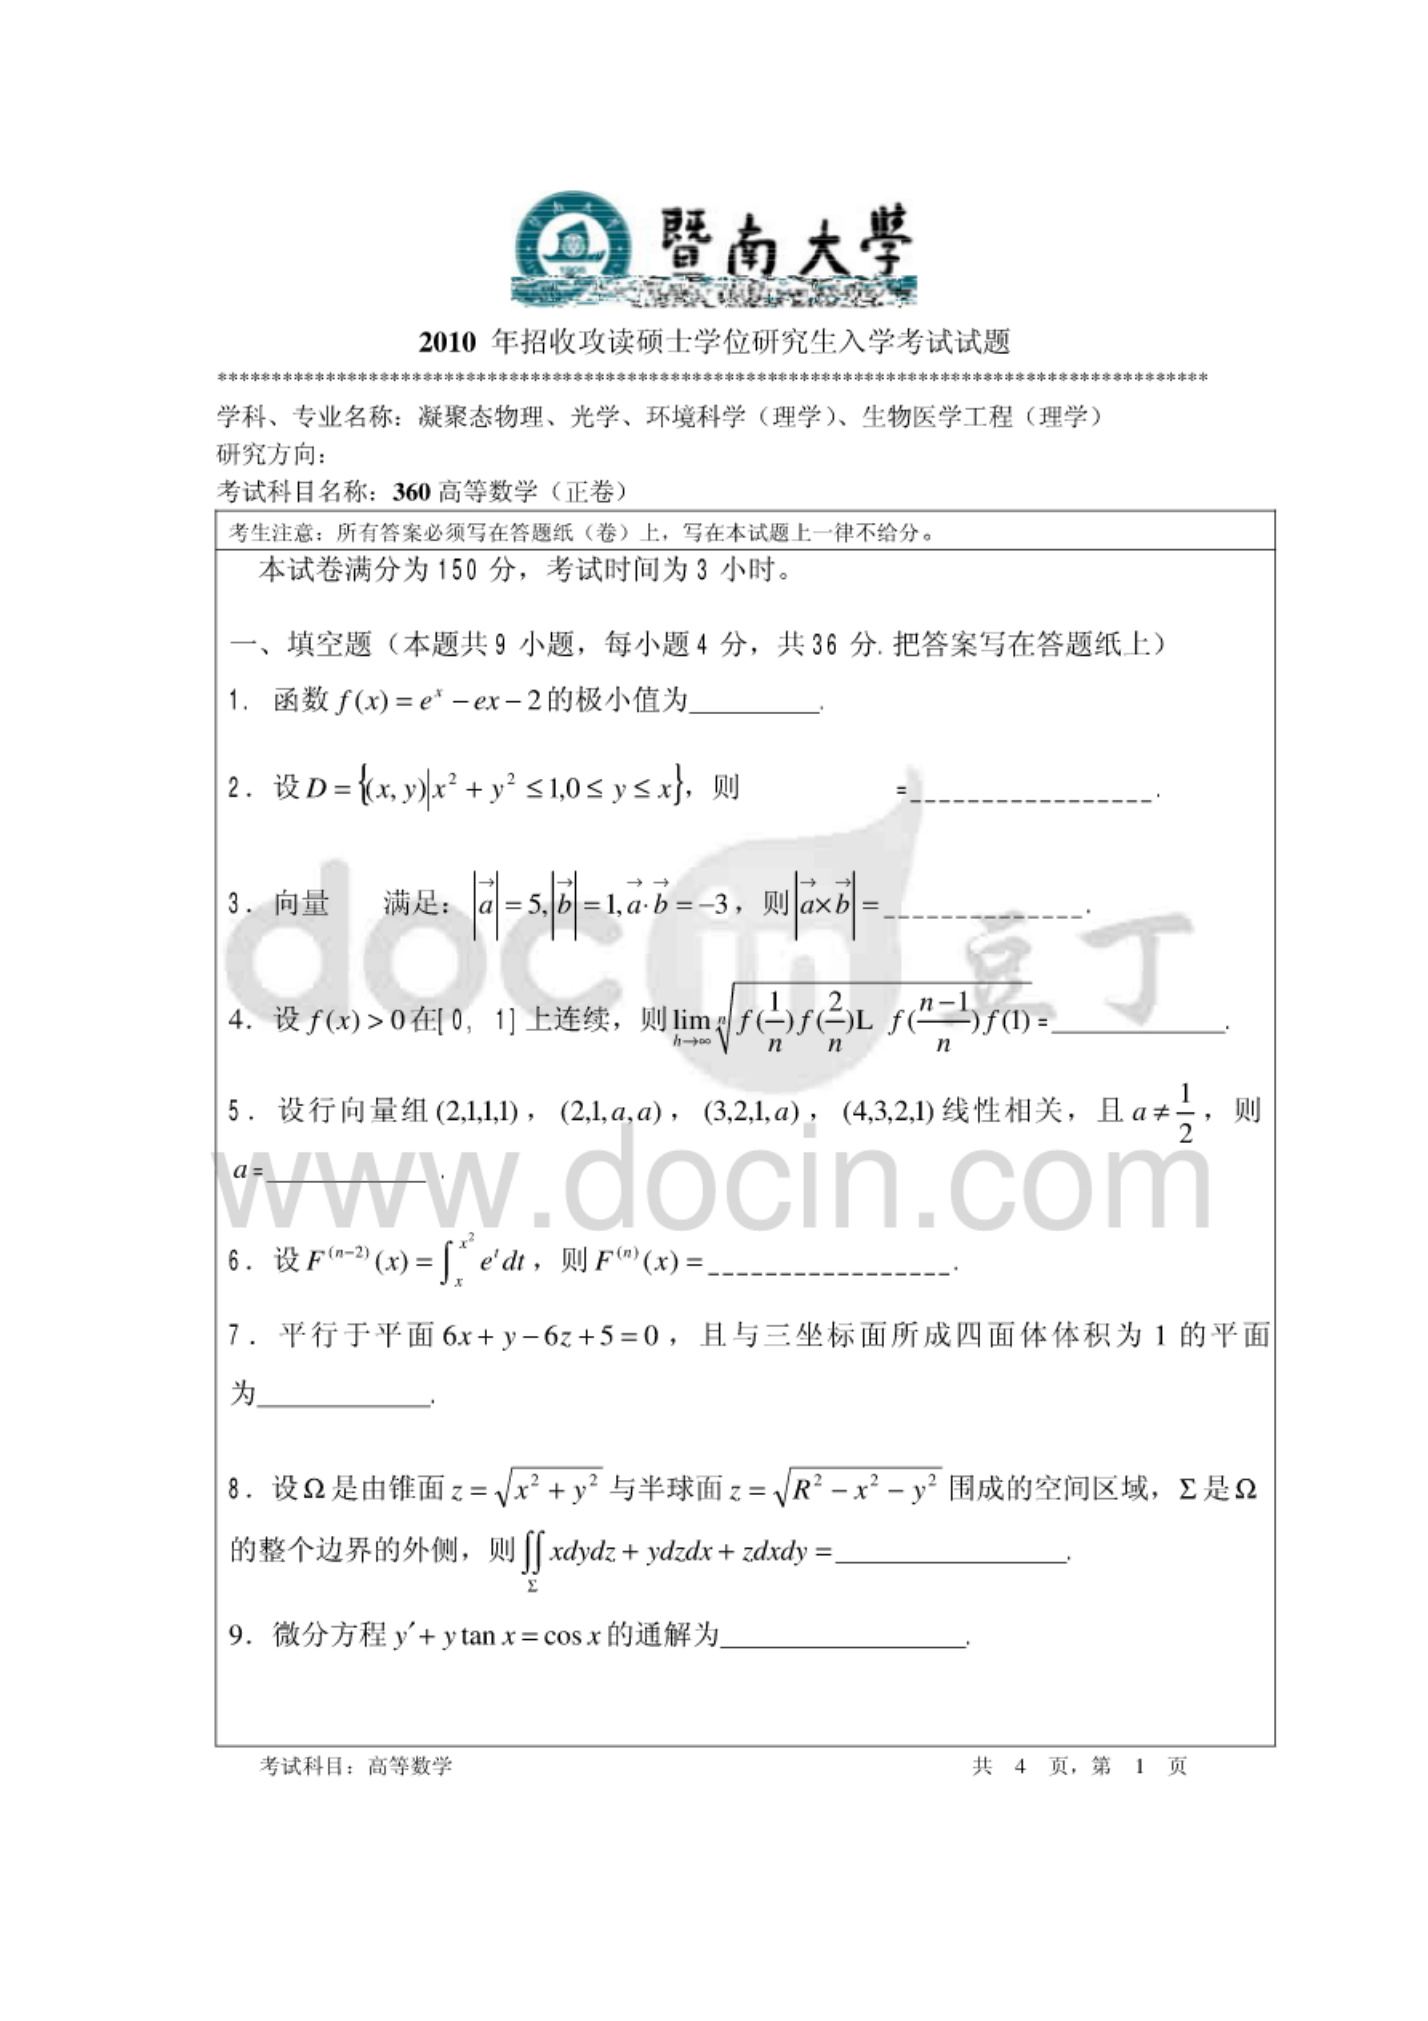 暨南大学
2010 年招收攻读硕士学位研究生入学考试试题
********************************************************************************************
学科、专业名称：凝聚态物理、光学、环境科学（理学）、生物医学工程（理学）
研究方向：
考试科目名称：360 高等数学（正卷）
考生注意：所有答案必须写在答题纸（卷）上，写在本试题上一律不给分。
本试卷满分为 150 分，考试时间为 3 小时。
一、填空题（本题共 9 小题，每小题 4 分，共 36 分. 把答案写在答题纸上）
1. 函数 f(x) = e^x − ex − 2 的极小值为_________.
2. 设 D = {(x, y)|x² + y² ≤ 1,0 ≤ y ≤ x}，则 =_________________.
3. 向量 满足：|a→| = 5,|b→| = 1, a→·b→ = −3，则|a→×b→| = ______________.
4. 设 f(x) > 0 在[0, 1]上连续，则 lim_{h→∞} ⁿ√(f(1/n) f(2/n)L f((n−1)/n) f(1)) =____________.
5. 设行向量组 (2,1,1,1)，(2,1,a,a)，(3,2,1,a)，(4,3,2,1) 线性相关，且 a ≠ 1/2，则
a =___________ .
6. 设 F^(n−2)(x) = ∫_x^{x²} e^t dt，则 F^(n)(x) = _________________.
7. 平行于平面 6x + y − 6z + 5 = 0，且与三坐标面所成四面体体积为 1 的平面
为____________.
8. 设 Ω 是由锥面 z = √(x² + y²) 与半球面 z = √(R² − x² − y²) 围成的空间区域，Σ 是 Ω
的整个边界的外侧，则 ∬_Σ xdydz + ydzdx + zdxdy =________________.
9. 微分方程 y′ + y tan x = cos x 的通解为_________________.
考试科目：高等数学 共 4 页，第 1 页
docin 豆丁
www.docin.com